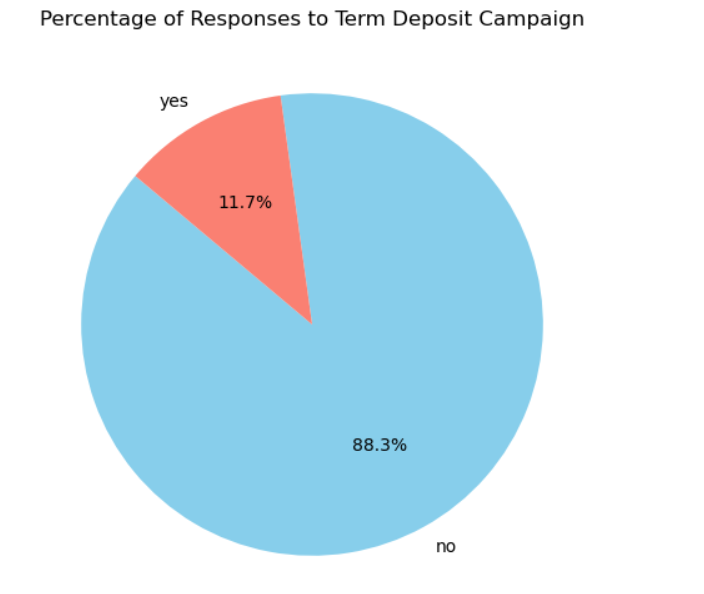 Percentage of Responses to Term Deposit Campaign
yes
11.7%
88.3%
no